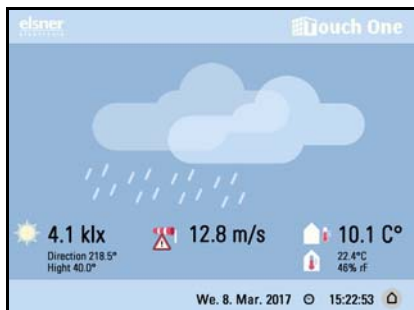 elsner
elektronik
Touch One
4.1 klx
Direction 218.5°
Hight 40.0°
12.8 m/s
10.1 C°
22.4°C
46% rF
We. 8. Mar. 2017 15:22:53